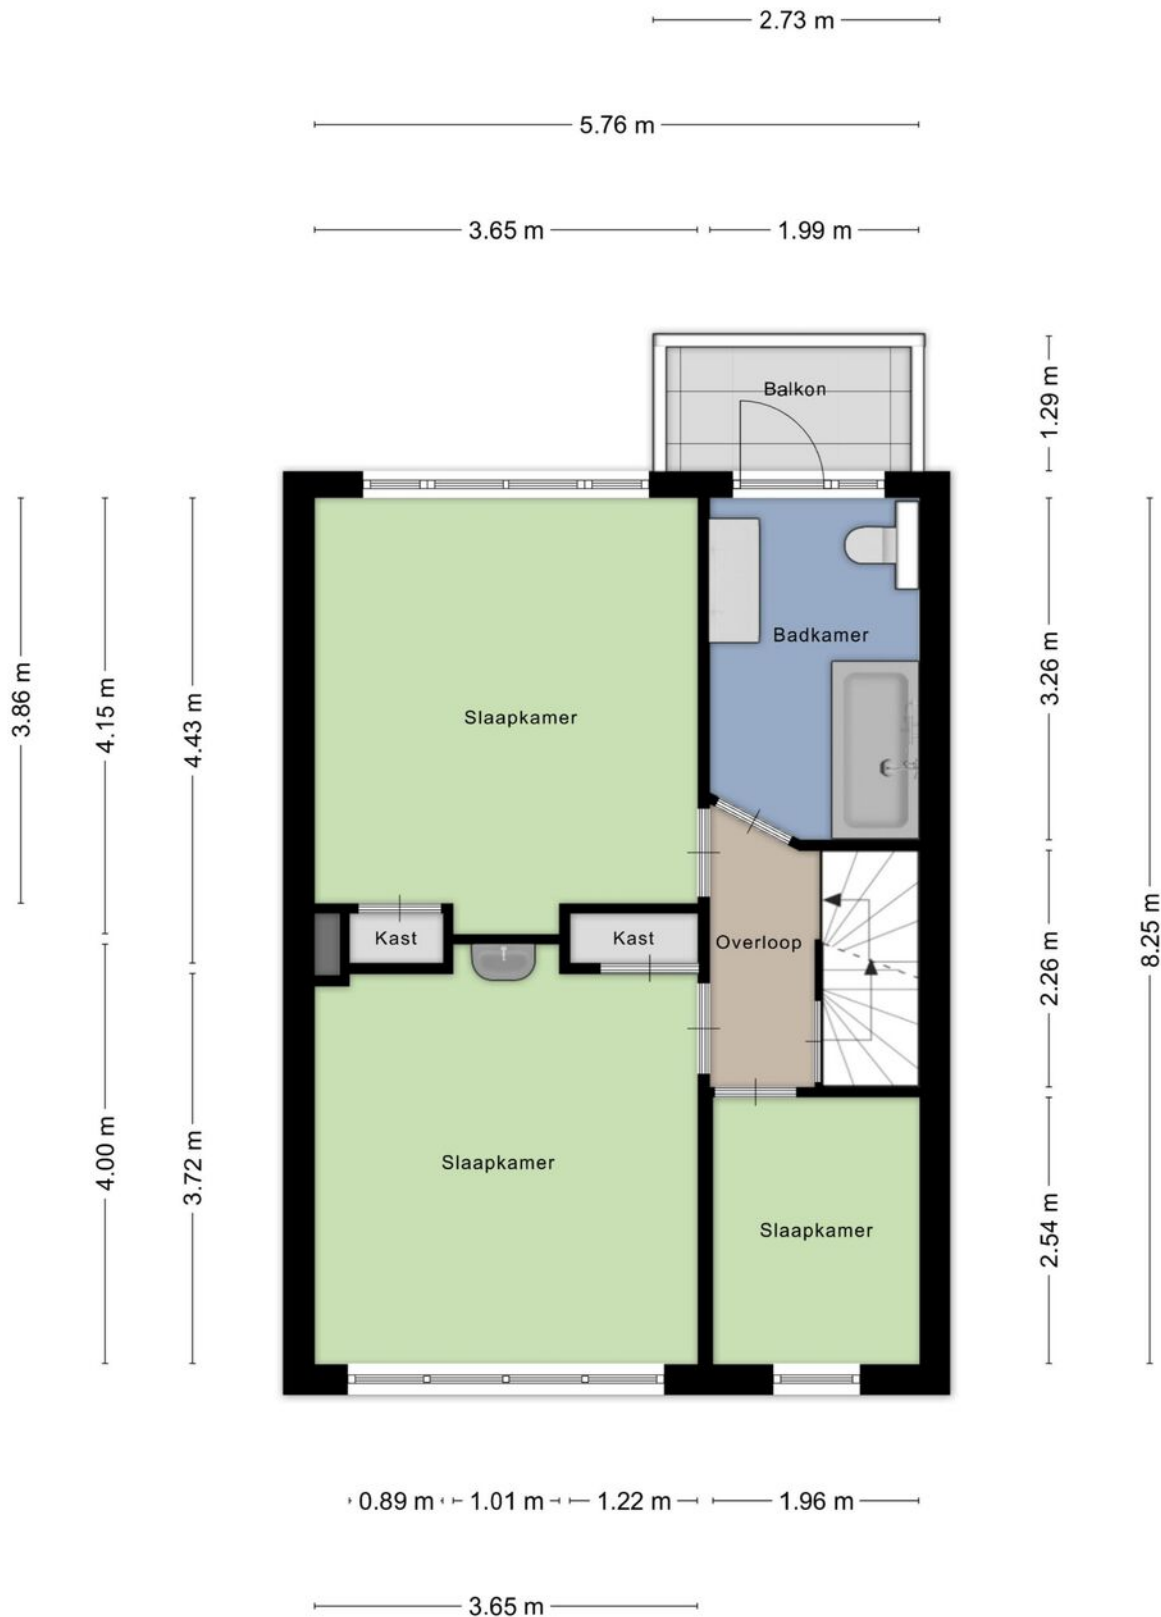 2.73 m
5.76 m
3.65 m
1.99 m
Balkon
1.29 m
Badkamer
3.86 m
4.15 m
4.43 m
3.26 m
Slaapkamer
Kast
Kast
Overloop
2.26 m
8.25 m
4.00 m
3.72 m
Slaapkamer
Slaapkamer
2.54 m
0.89 m
1.01 m
1.22 m
1.96 m
3.65 m